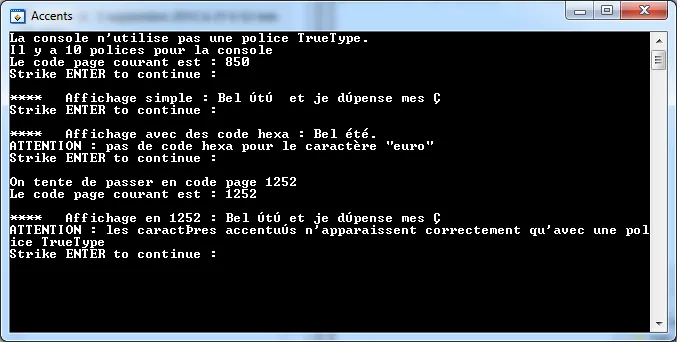 Accents
La console n'utilise pas une police TrueType.
Il y a 10 polices pour la console
Le code page courant est : 850
Strike ENTER to continue :
****   Affichage simple : Bel Útú  et je dúpense mes Ç
Strike ENTER to continue :
****   Affichage avec des code hexa : Bel été.
ATTENTION : pas de code hexa pour le caractère "euro"
Strike ENTER to continue :
On tente de passer en code page 1252
Le code page courant est : 1252
****   Affichage en 1252 : Bel Útú et je dúpense mes Ç
ATTENTION : les caractÞres accentuús n'apparaissent correctement qu'avec une pol
ice TrueType
Strike ENTER to continue :